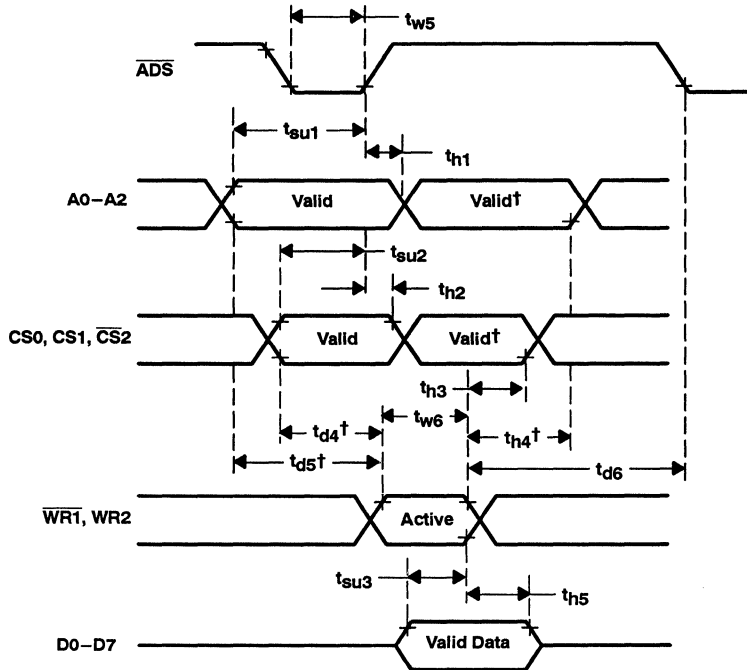 tw5
ADS
tsu1
th1
A0–A2
Valid
Valid†
tsu2
th2
CS0, CS1, CS2
Valid
Valid†
th3
tw6
td4†
th4†
td5†
td6
WR1, WR2
Active
tsu3
th5
D0–D7
Valid Data